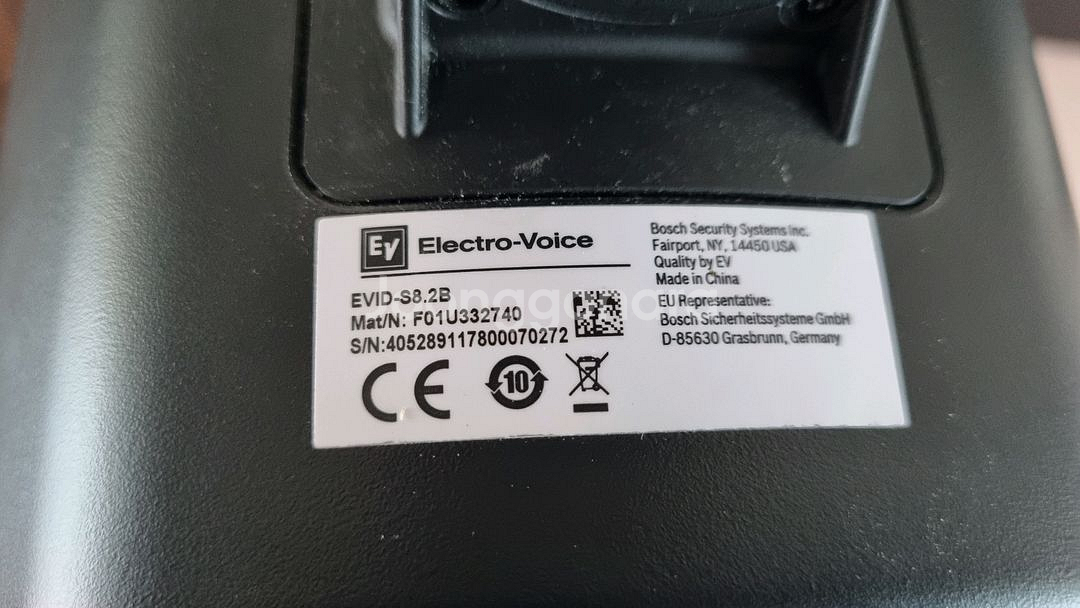 EV Electro-Voice
EVID-S8.2B
Mat/N: F01U332740
S/N:405289117800070272
10
Bosch Security Systems Inc.
Fairport, NY, 14450 USA
Quality by EV
Made in China
EU Representative:
Bosch Sicherheitssysteme GmbH
D-85630 Grasbrunn, Germany